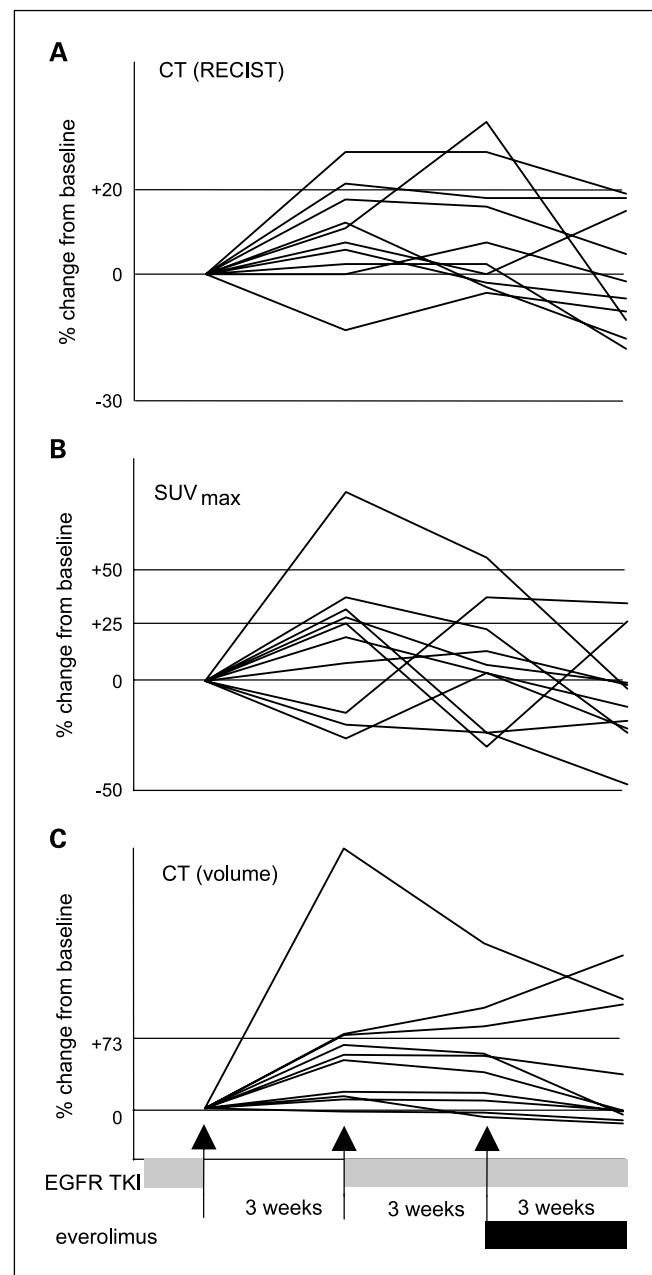 A
CT (RECIST)
% change from baseline
+20
0
-30
B
SUV max
% change from baseline
+50
+25
0
-50
C
CT (volume)
% change from baseline
+73
0
EGFR TKI
3 weeks 3 weeks 3 weeks
everolimus